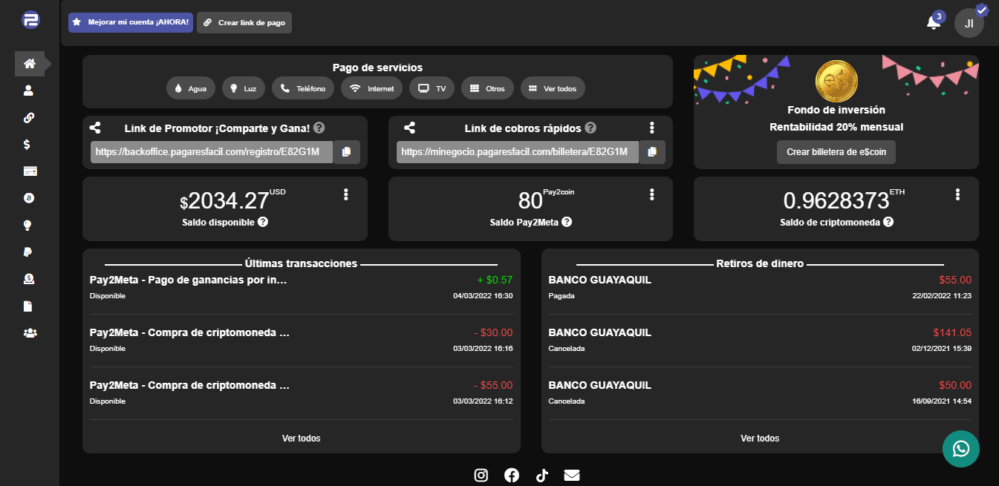 Mejorar mi cuenta ¡AHORA!
Crear link de pago
3
JI
Pago de servicios
Agua
Luz
Teléfono
Internet
TV
Otros
Ver todos
Link de Promotor ¡Comparte y Gana! ?
https://backoffice.pagaresfacil.com/registro/E82G1M
Link de cobros rápidos ?
https://minegocio.pagaresfacil.com/billetera/E82G1M
e$
Fondo de inversión
Rentabilidad 20% mensual
Crear billetera de e$coin
$2034.27 USD
Saldo disponible ?
80 Pay2coin
Saldo Pay2Meta ?
0.9628373 ETH
Saldo de criptomoneda ?
Últimas transacciones
Pay2Meta - Pago de ganancias por in... + $0.57
Disponible 04/03/2022 16:30
Pay2Meta - Compra de criptomoneda ... - $30.00
Disponible 03/03/2022 16:16
Pay2Meta - Compra de criptomoneda ... - $55.00
Disponible 03/03/2022 16:12
Ver todos
Retiros de dinero
BANCO GUAYAQUIL $55.00
Pagada 22/02/2022 11:23
BANCO GUAYAQUIL $141.05
Cancelada 02/12/2021 15:39
BANCO GUAYAQUIL $50.00
Cancelada 16/09/2021 14:54
Ver todos